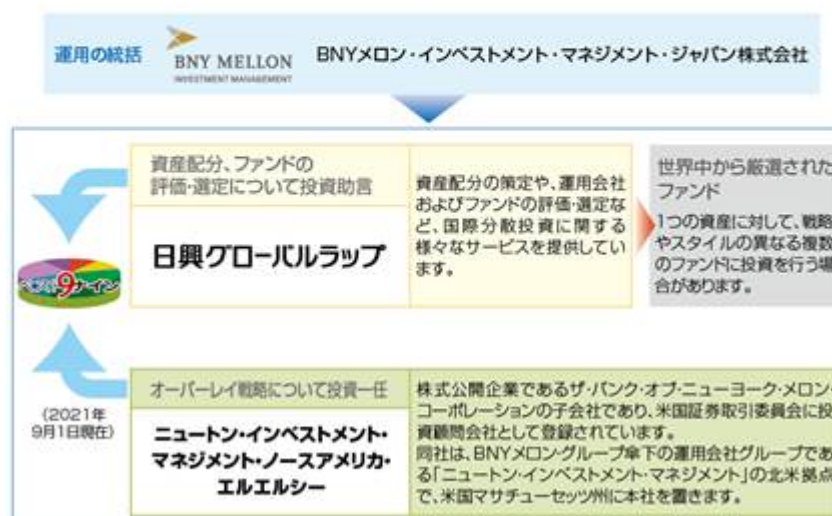 運用の統括
BNY MELLON
INVESTMENT MANAGEMENT
BNYメロン・インベストメント・マネジメント・ジャパン株式会社
資産配分、ファンドの
評価・選定について投資助言
日興グローバルラップ
資産配分の策定や、運用会社
およびファンドの評価・選定な
ど、国際分散投資に関する
様々なサービスを提供してい
ます。
世界中から厳選された
ファンド
1つの資産に対して、戦略
やスタイルの異なる複数
のファンドに投資を行う場
合があります。
ベスト9ナイン
(2021年
9月1日現在)
オーバーレイ戦略について投資一任
ニュートン・インベストメント・
マネジメント・ノースアメリカ・
エルエルシー
株式公開企業であるザ・バンク・オブ・ニューヨーク・メロン・
コーポレーションの子会社であり、米国証券取引委員会に投
資顧問会社として登録されています。
同社は、BNYメロン・グループ傘下の運用会社グループであ
る「ニュートン・インベストメント・マネジメント」の北米拠点
で、米国マサチューセッツ州に本社を置きます。